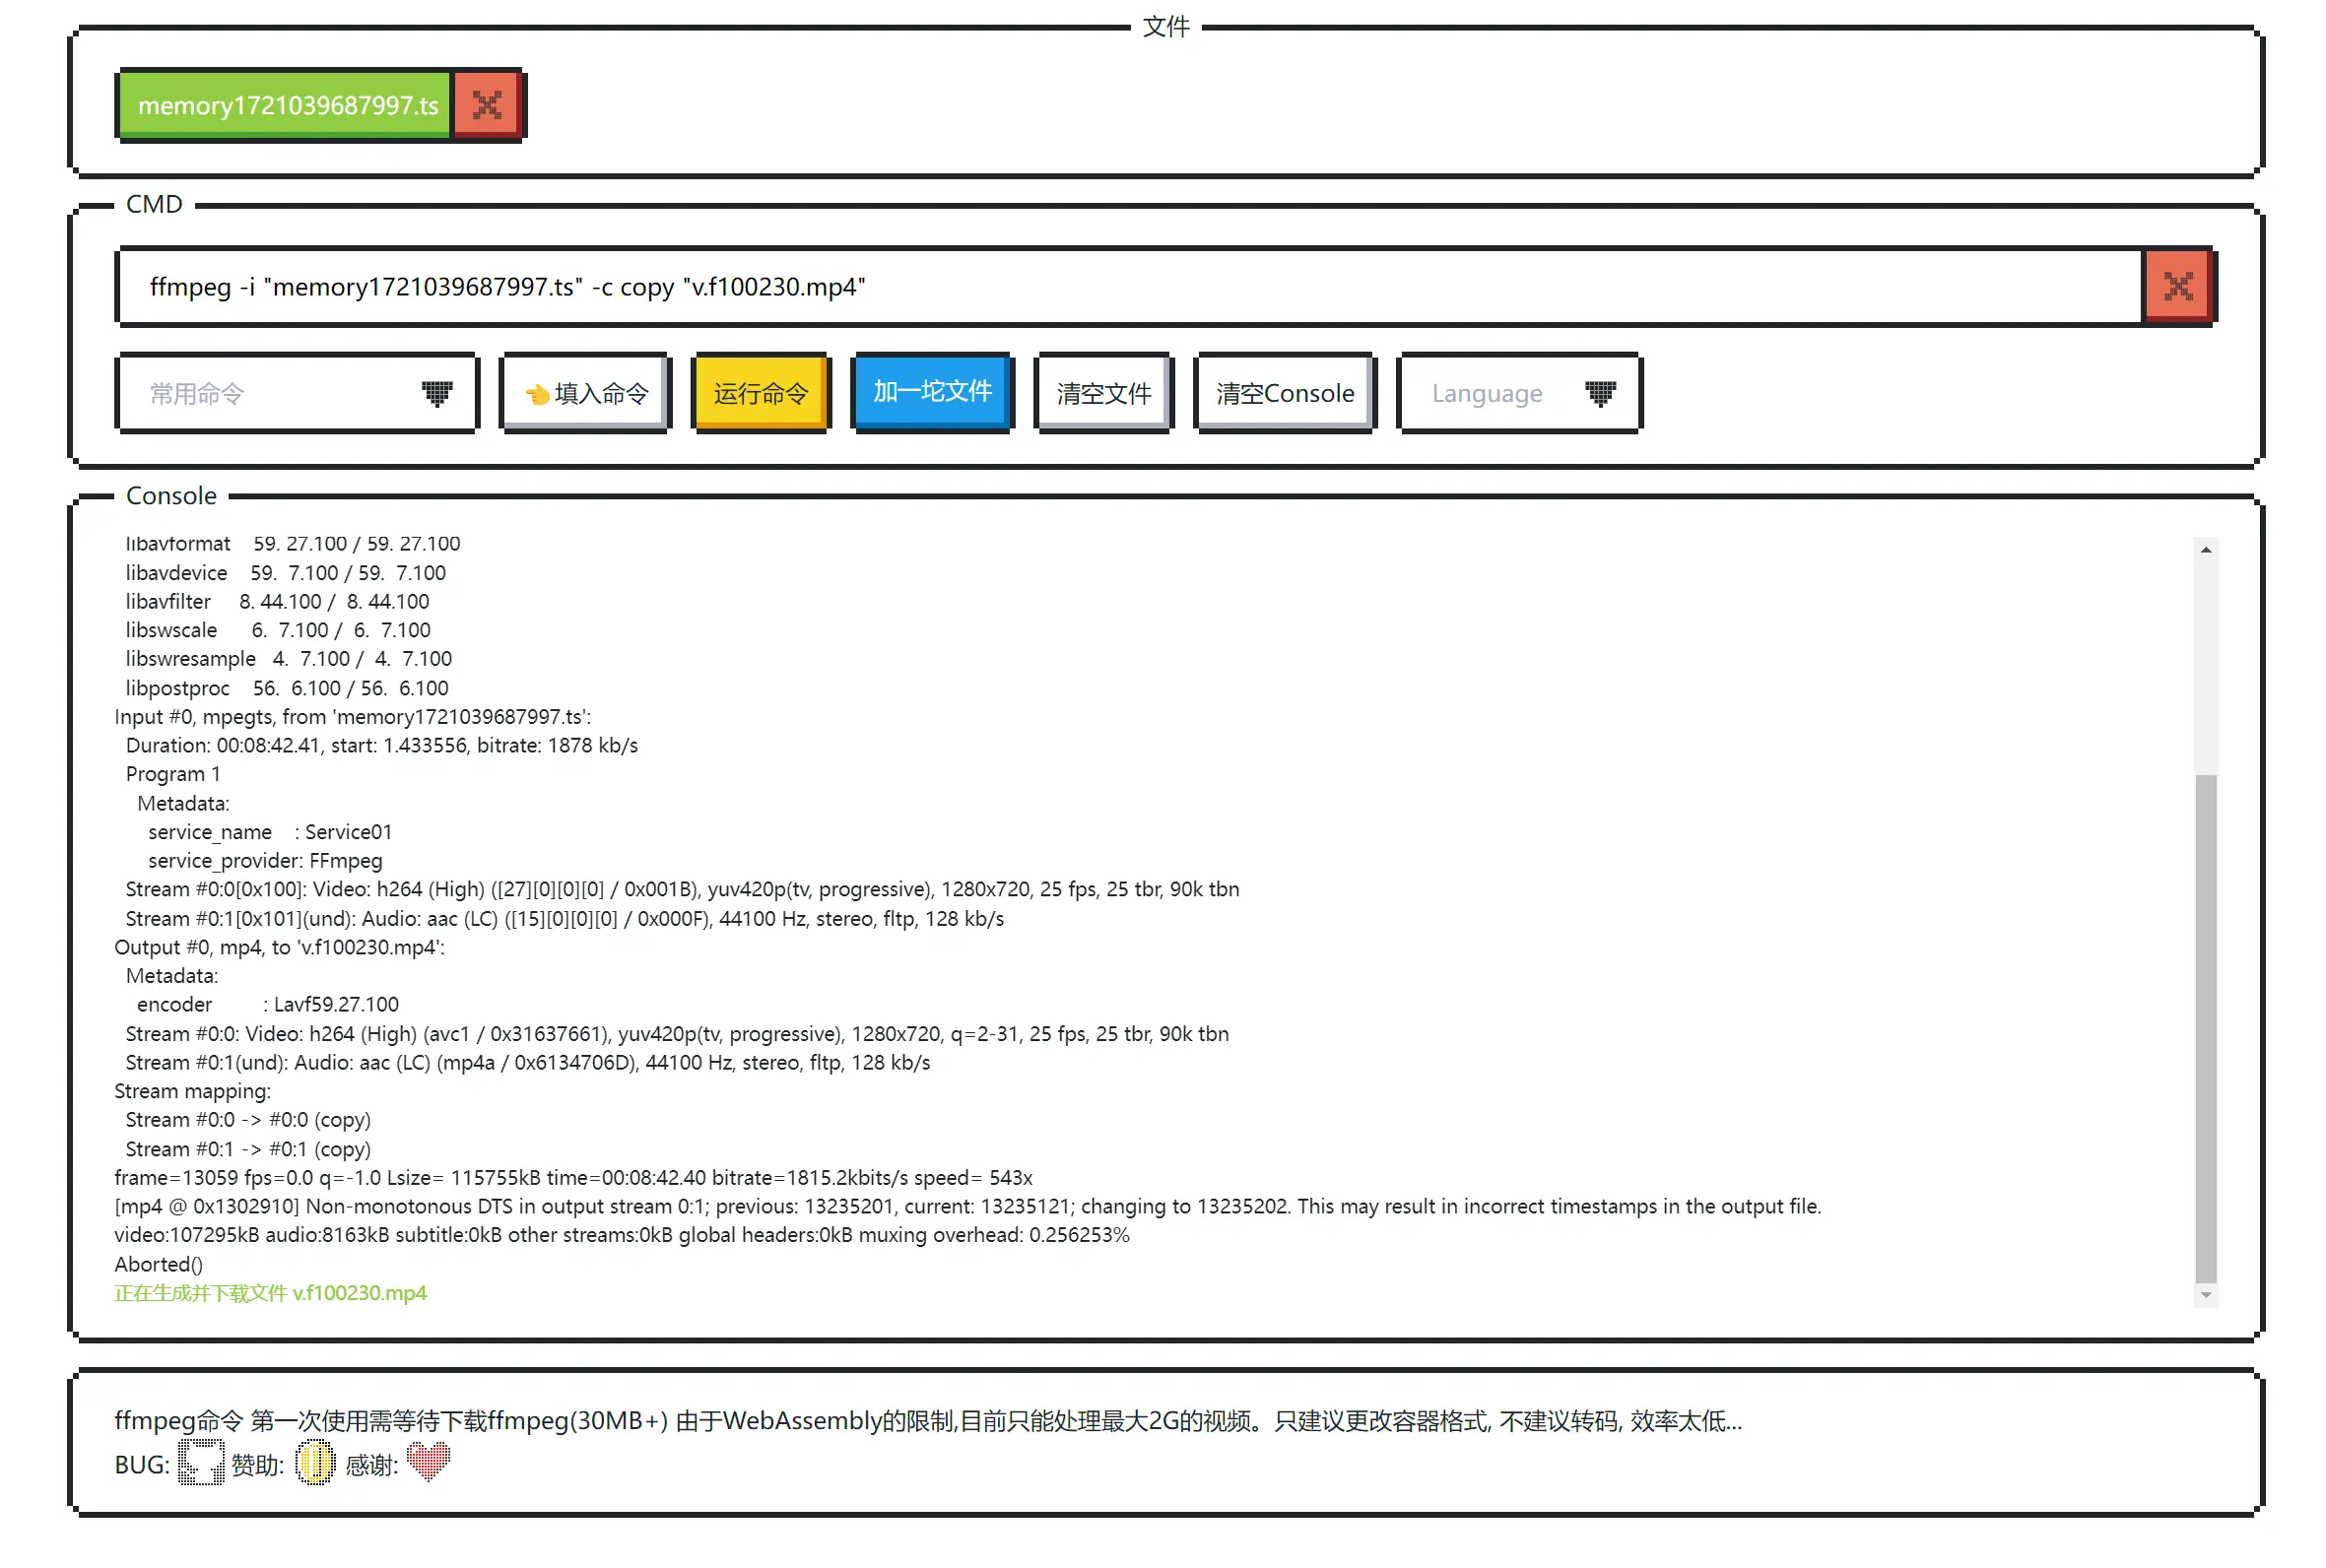 文件
memory1721039687997.ts
CMD
ffmpeg -i "memory1721039687997.ts" -c copy "v.f100230.mp4"
常用命令 👈填入命令 运行命令 加一坨文件 清空文件 清空Console Language
Console
libavformat 59. 27.100 / 59. 27.100
libavdevice 59. 7.100 / 59. 7.100
libavfilter 8. 44.100 / 8. 44.100
libswscale 6. 7.100 / 6. 7.100
libswresample 4. 7.100 / 4. 7.100
libpostproc 56. 6.100 / 56. 6.100
Input #0, mpegts, from 'memory1721039687997.ts':
Duration: 00:08:42.41, start: 1.433556, bitrate: 1878 kb/s
Program 1
Metadata:
service_name : Service01
service_provider: FFmpeg
Stream #0:0[0x100]: Video: h264 (High) ([27][0][0][0] / 0x001B), yuv420p(tv, progressive), 1280x720, 25 fps, 25 tbr, 90k tbn
Stream #0:1[0x101](und): Audio: aac (LC) ([15][0][0][0] / 0x000F), 44100 Hz, stereo, fltp, 128 kb/s
Output #0, mp4, to 'v.f100230.mp4':
Metadata:
encoder : Lavf59.27.100
Stream #0:0: Video: h264 (High) (avc1 / 0x31637661), yuv420p(tv, progressive), 1280x720, q=2-31, 25 fps, 25 tbr, 90k tbn
Stream #0:1(und): Audio: aac (LC) (mp4a / 0x6134706D), 44100 Hz, stereo, fltp, 128 kb/s
Stream mapping:
Stream #0:0 -> #0:0 (copy)
Stream #0:1 -> #0:1 (copy)
frame=13059 fps=0.0 q=-1.0 Lsize= 115755kB time=00:08:42.40 bitrate=1815.2kbits/s speed= 543x
[mp4 @ 0x1302910] Non-monotonous DTS in output stream 0:1; previous: 13235201, current: 13235121; changing to 13235202. This may result in incorrect timestamps in the output file.
video:107295kB audio:8163kB subtitle:0kB other streams:0kB global headers:0kB muxing overhead: 0.256253%
Aborted()
正在生成并下载文件 v.f100230.mp4
ffmpeg命令 第一次使用需等待下载ffmpeg(30MB+) 由于WebAssembly的限制,目前只能处理最大2G的视频。只建议更改容器格式, 不建议转码, 效率太低...
BUG: 赞助: 感谢: